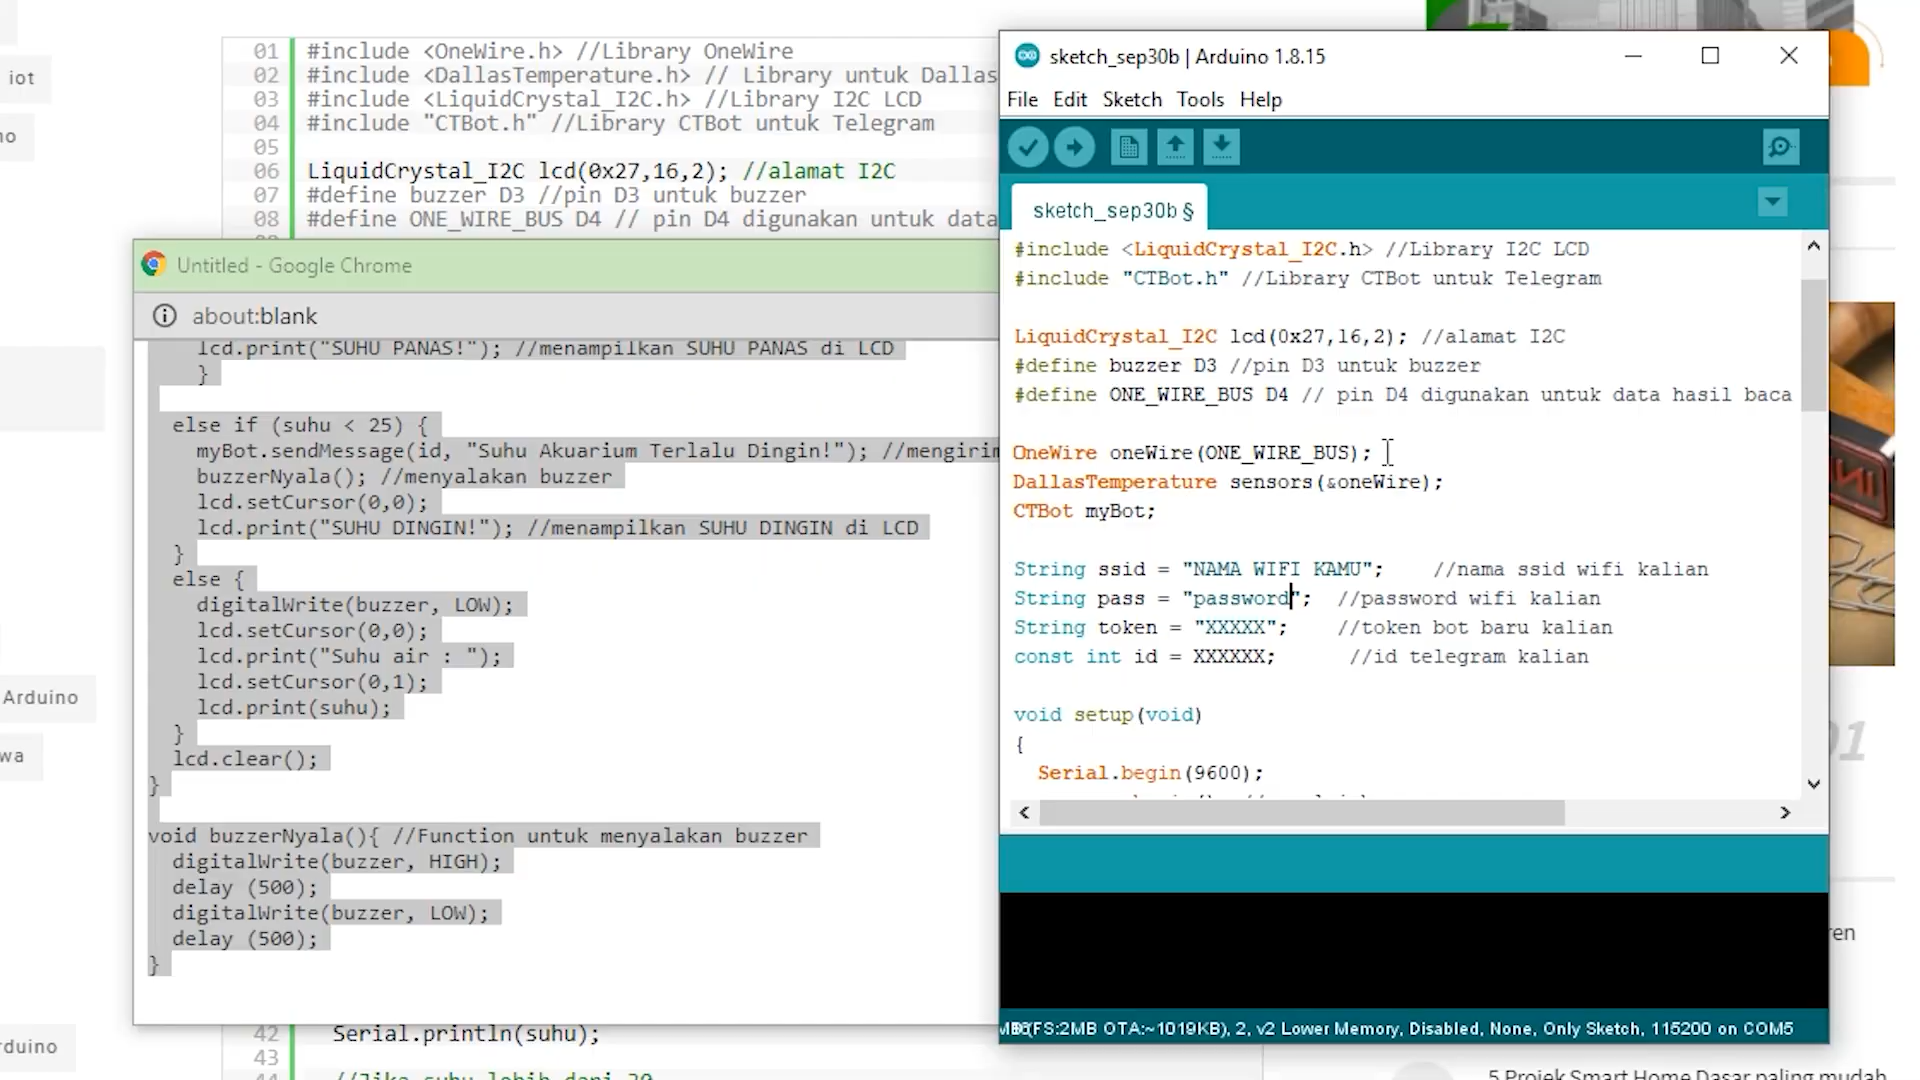 iot
Arduino
wa
rduino
01 #include <OneWire.h> //Library OneWire
02 #include <DallasTemperature.h> // Library untuk Dallas
03 #include <LiquidCrystal_I2C.h> //Library I2C LCD
04 #include "CTBot.h" //Library CTBot untuk Telegram
05
06 LiquidCrystal_I2C lcd(0x27,16,2); //alamat I2C
07 #define buzzer D3 //pin D3 untuk buzzer
08 #define ONE_WIRE_BUS D4 // pin D4 digunakan untuk data
Untitled - Google Chrome
about:blank
lcd.print("SUHU PANAS!"); //menampilkan SUHU PANAS di LCD
}
else if (suhu < 25) {
myBot.sendMessage(id, "Suhu Akuarium Terlalu Dingin!"); //mengirim
buzzerNyala(); //menyalakan buzzer
lcd.setCursor(0,0);
lcd.print("SUHU DINGIN!"); //menampilkan SUHU DINGIN di LCD
}
else {
digitalWrite(buzzer, LOW);
lcd.setCursor(0,0);
lcd.print("Suhu air : ");
lcd.setCursor(0,1);
lcd.print(suhu);
}
lcd.clear();
}
void buzzerNyala(){ //Function untuk menyalakan buzzer
digitalWrite(buzzer, HIGH);
delay (500);
digitalWrite(buzzer, LOW);
delay (500);
}
42 Serial.println(suhu);
43
sketch_sep30b | Arduino 1.8.15
File Edit Sketch Tools Help
sketch_sep30b §
#include <LiquidCrystal_I2C.h> //Library I2C LCD
#include "CTBot.h" //Library CTBot untuk Telegram
LiquidCrystal_I2C lcd(0x27,16,2); //alamat I2C
#define buzzer D3 //pin D3 untuk buzzer
#define ONE_WIRE_BUS D4 // pin D4 digunakan untuk data hasil baca
OneWire oneWire(ONE_WIRE_BUS);
DallasTemperature sensors(&oneWire);
CTBot myBot;
String ssid = "NAMA WIFI KAMU"; //nama ssid wifi kalian
String pass = "password"; //password wifi kalian
String token = "XXXXX"; //token bot baru kalian
const int id = XXXXXX; //id telegram kalian
void setup(void)
{
Serial.begin(9600);
(FS:2MB OTA:~1019KB), 2, v2 Lower Memory, Disabled, None, Only Sketch, 115200 on COM5
01
ren
5 Projek Smart Home Dasar paling mudah